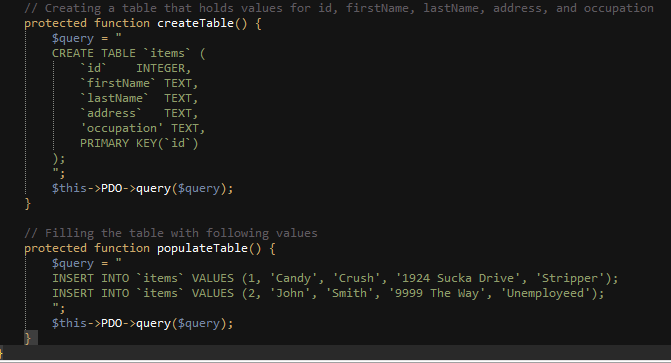 // Creating a table that holds values for id, firstName, lastName, address, and occupation
protected function createTable() {
    $query = "
    CREATE TABLE `items` (
        `id`    INTEGER,
        `firstName` TEXT,
        `lastName`  TEXT,
        `address`   TEXT,
        'occupation' TEXT,
        PRIMARY KEY(`id`)
    );
    ";
    $this->PDO->query($query);
}
// Filling the table with following values
protected function populateTable() {
    $query = "
    INSERT INTO `items` VALUES (1, 'Candy', 'Crush', '1924 Sucka Drive', 'Stripper');
    INSERT INTO `items` VALUES (2, 'John', 'Smith', '9999 The Way', 'Unemployeed');
    ";
    $this->PDO->query($query);
}
}